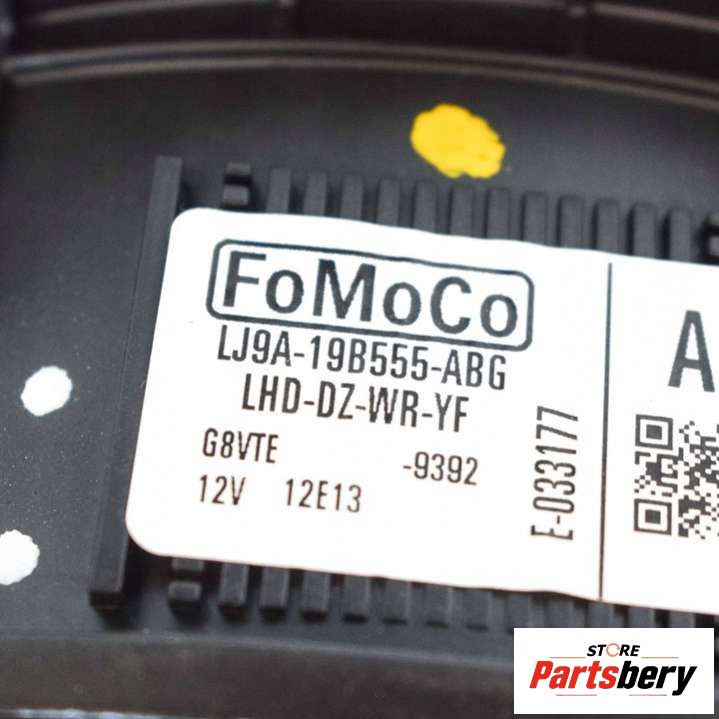 FoMoCo
LJ9A-19B555-ABG
LHD-DZ-WR-YF
G8VTE -9392
12V 12E13
E-033177
A
STORE
Partsbery